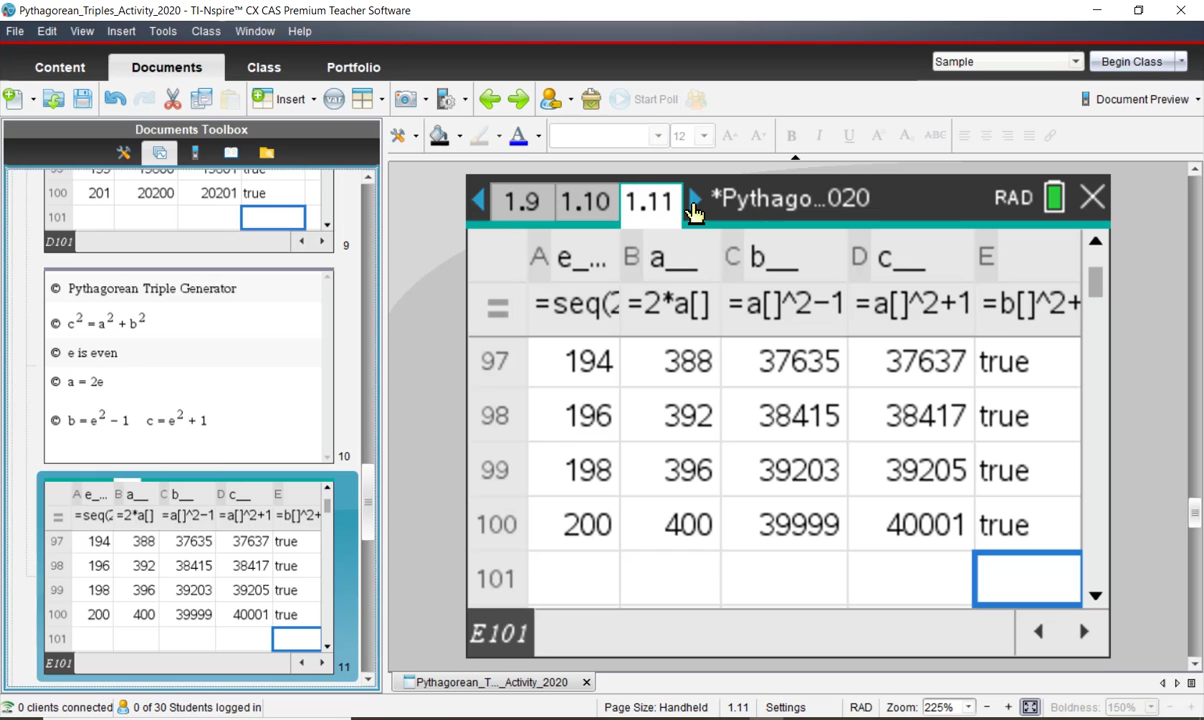 Pythagorean_Triples_Activity_2020 - TI-Nspire™ CX CAS Premium Teacher Software
File Edit View Insert Tools Class Window Help
Content Documents Class Portfolio
Sample Begin Class
Insert Start Poll Document Preview
12 B I U A A ABC
Documents Toolbox
100 201 20200 20201 true
101
D101
9
© Pythagorean Triple Generator
© c² = a² + b²
© e is even
© a = 2e
© b = e² − 1 c = e² + 1
10
A e_... B a__ C b__ D c__ E
= =seq(2 =2*a[] =a[]^2−1 =a[]^2+1 =b[]^2+
97 194 388 37635 37637 true
98 196 392 38415 38417 true
99 198 396 39203 39205 true
100 200 400 39999 40001 true
101
E101
11
1.9 1.10 1.11 *Pythago...020 RAD
A e_... B a__ C b__ D c__ E
= =seq(2 =2*a[] =a[]^2−1 =a[]^2+1 =b[]^2+
97 194 388 37635 37637 true
98 196 392 38415 38417 true
99 198 396 39203 39205 true
100 200 400 39999 40001 true
101
E101
Pythagorean_T..._Activity_2020
0 clients connected 0 of 30 Students logged in Page Size: Handheld 1.11 Settings RAD Zoom: 225% − + Boldness: 150% − +